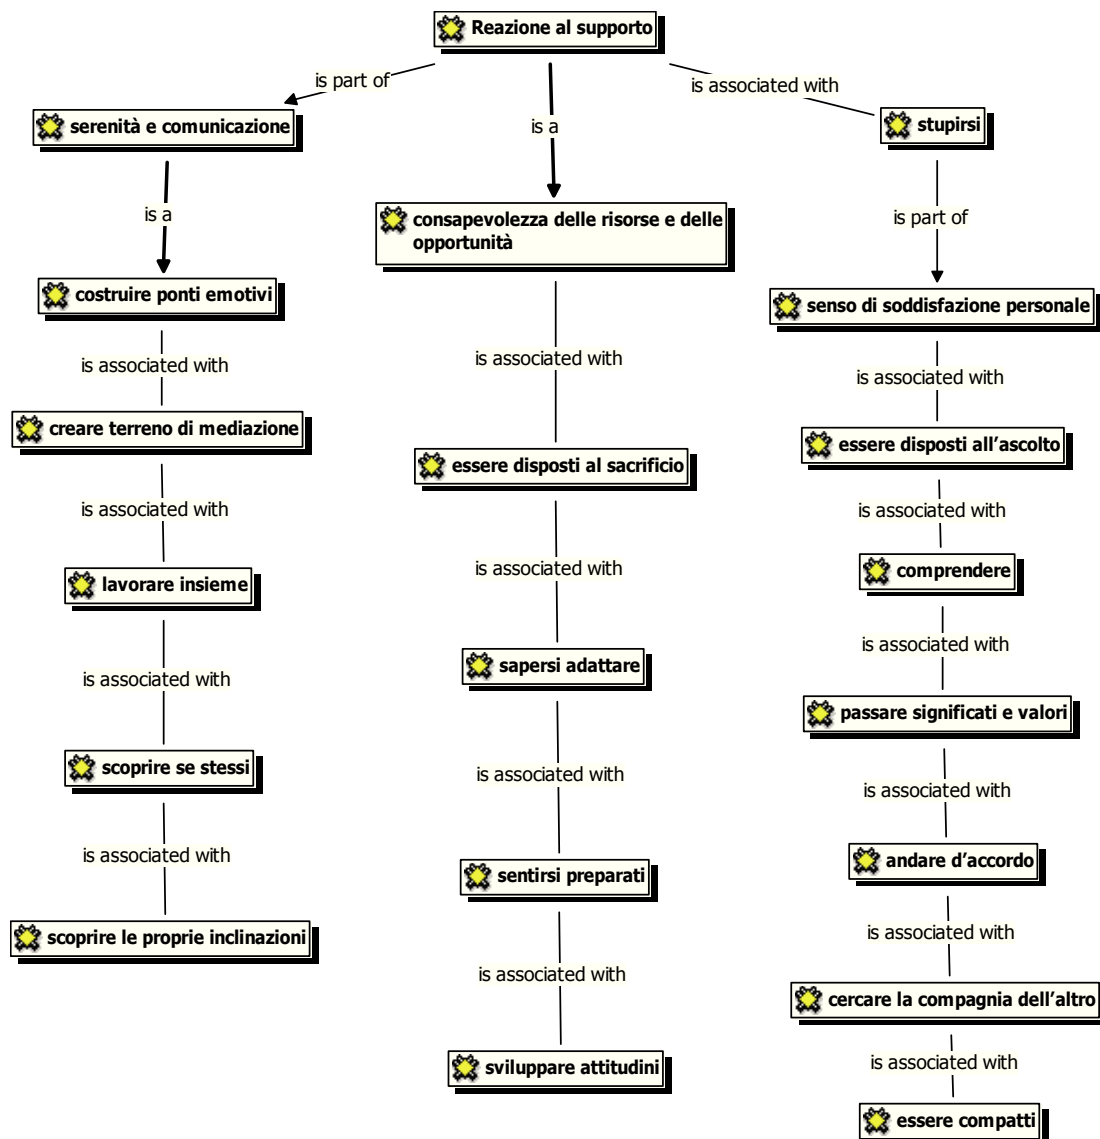 Reazione al supporto
is part of
is associated with
serenità e comunicazione
is a
stupirsi
is a
consapevolezza delle risorse e delle
opportunità
is part of
costruire ponti emotivi
senso di soddisfazione personale
is associated with
is associated with
is associated with
creare terreno di mediazione
essere disposti all'ascolto
essere disposti al sacrificio
is associated with
is associated with
is associated with
lavorare insieme
comprendere
is associated with
is associated with
sapersi adattare
is associated with
passare significati e valori
scoprire se stessi
is associated with
is associated with
is associated with
andare d'accordo
sentirsi preparati
scoprire le proprie inclinazioni
is associated with
is associated with
cercare la compagnia dell'altro
sviluppare attitudini
is associated with
essere compatti